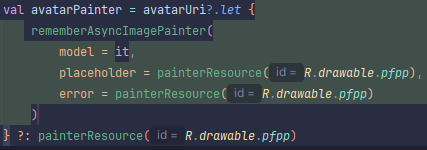 val avatarPainter = avatarUri?.let {
rememberAsyncImagePainter(
model = it,
placeholder = painterResource( id = R.drawable.pfpp),
error = painterResource( id = R.drawable.pfpp)
)
} ?: painterResource( id = R.drawable.pfpp)